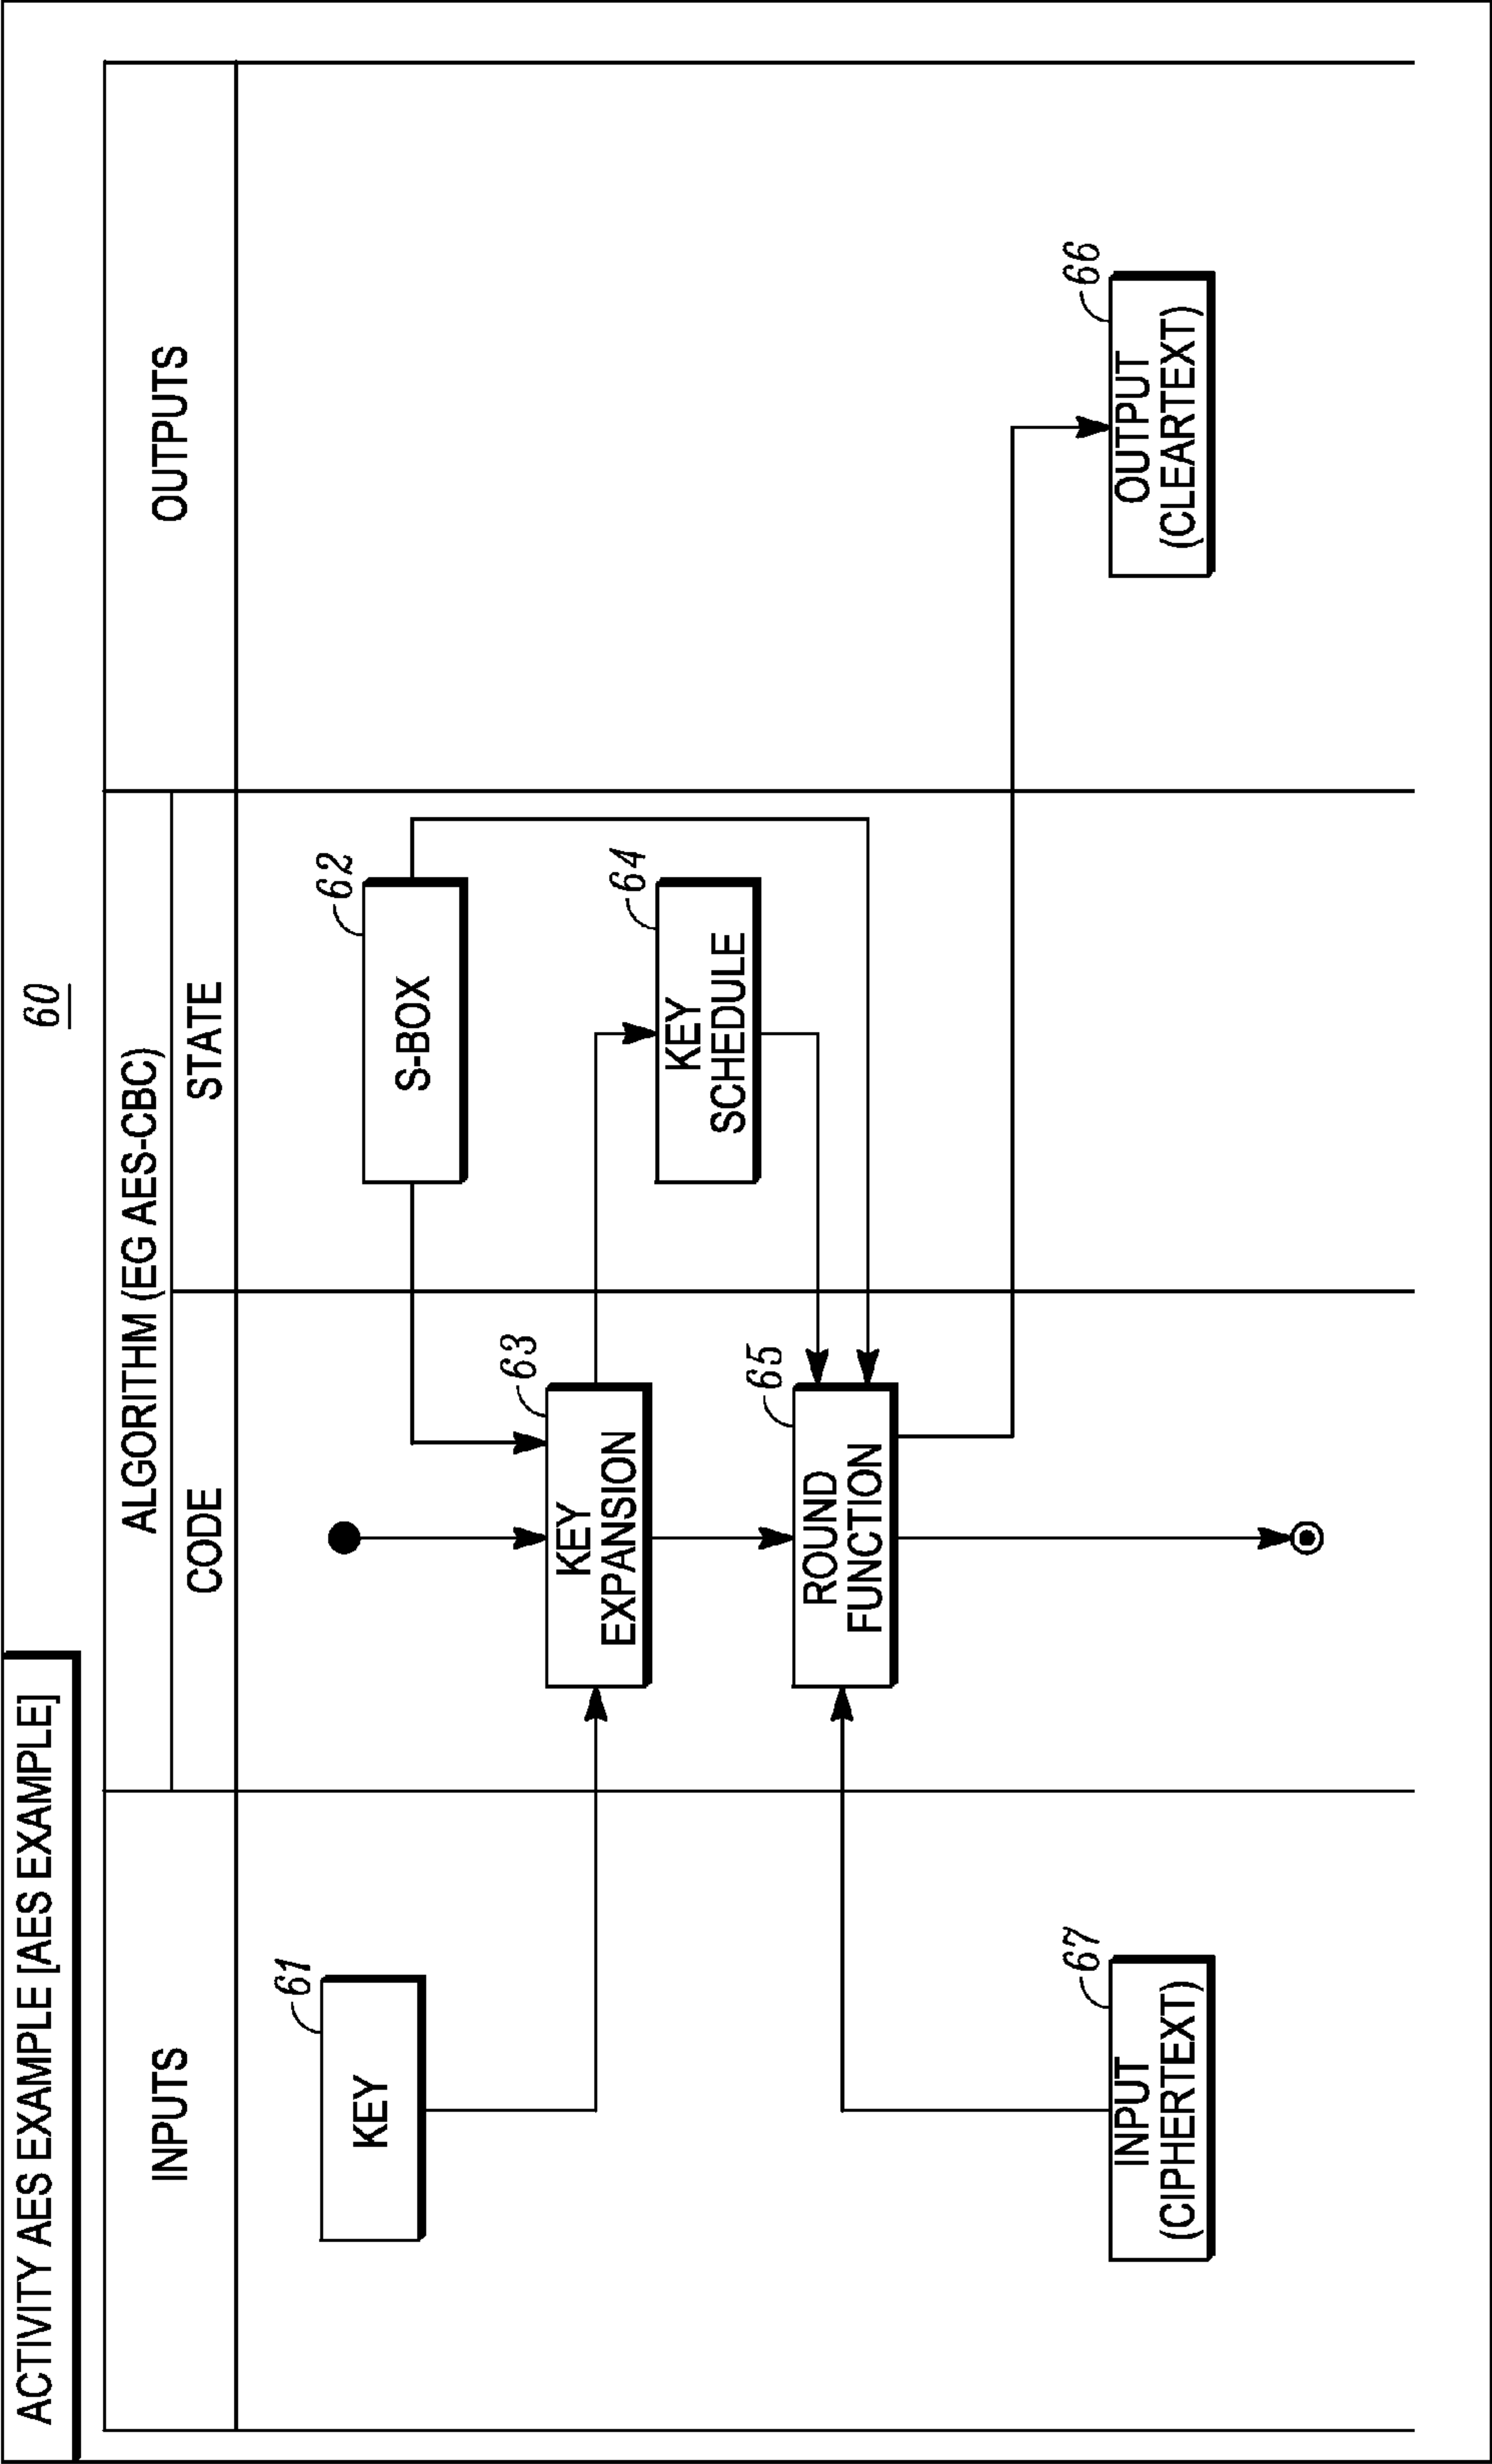 ACTIVITY AES EXAMPLE [AES EXAMPLE]
60
INPUTS
ALGORITHM (EG AES-CBC)
CODE
STATE
OUTPUTS
61
KEY
62
S-BOX
63
KEY
EXPANSION
64
KEY
SCHEDULE
65
ROUND
FUNCTION
67
INPUT
(CIPHERTEXT)
66
OUTPUT
(CLEARTEXT)